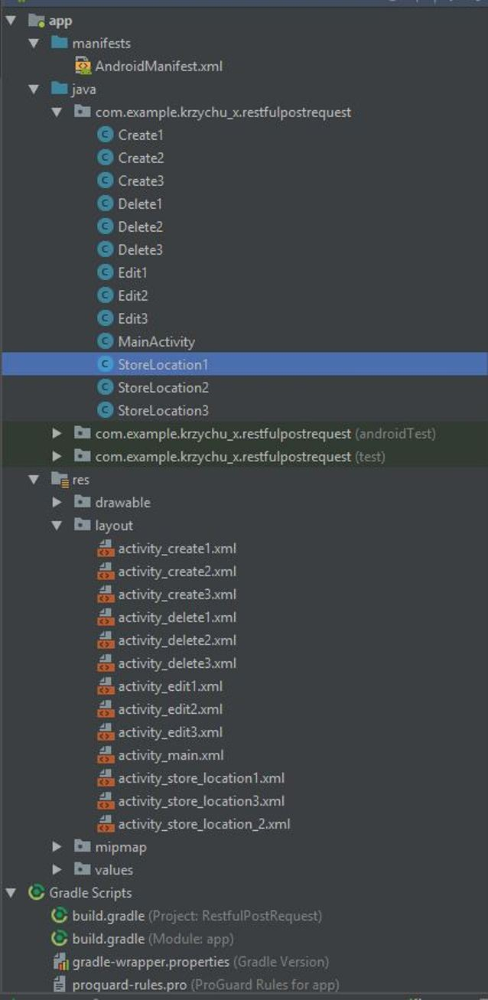 app
manifests
AndroidManifest.xml
java
com.example.krzychu_x.restfulpostrequest
Create1
Create2
Create3
Delete1
Delete2
Delete3
Edit1
Edit2
Edit3
MainActivity
StoreLocation1
StoreLocation2
StoreLocation3
com.example.krzychu_x.restfulpostrequest (androidTest)
com.example.krzychu_x.restfulpostrequest (test)
res
drawable
layout
activity_create1.xml
activity_create2.xml
activity_create3.xml
activity_delete1.xml
activity_delete2.xml
activity_delete3.xml
activity_edit1.xml
activity_edit2.xml
activity_edit3.xml
activity_main.xml
activity_store_location1.xml
activity_store_location3.xml
activity_store_location_2.xml
mipmap
values
Gradle Scripts
build.gradle (Project: RestfulPostRequest)
build.gradle (Module: app)
gradle-wrapper.properties (Gradle Version)
proguard-rules.pro (ProGuard Rules for app)